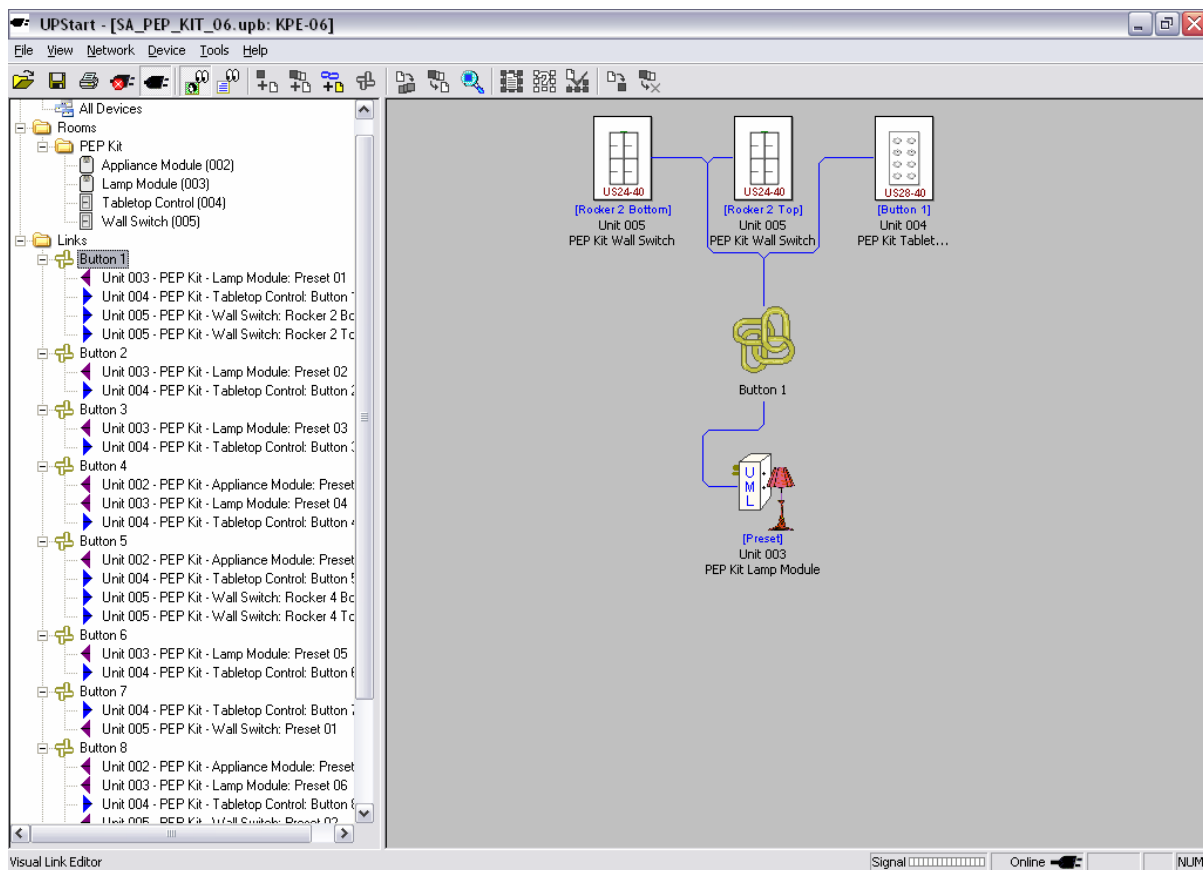 UPStart - [SA_PEP_KIT_06.upb: KPE-06]
File View Network Device Tools Help
All Devices
Rooms
PEP Kit
Appliance Module (002)
Lamp Module (003)
Tabletop Control (004)
Wall Switch (005)
Links
Button 1
Unit 003 - PEP Kit - Lamp Module: Preset 01
Unit 004 - PEP Kit - Tabletop Control: Button
Unit 005 - PEP Kit - Wall Switch: Rocker 2 Bo
Unit 005 - PEP Kit - Wall Switch: Rocker 2 To
Button 2
Unit 003 - PEP Kit - Lamp Module: Preset 02
Unit 004 - PEP Kit - Tabletop Control: Button 2
Button 3
Unit 003 - PEP Kit - Lamp Module: Preset 03
Unit 004 - PEP Kit - Tabletop Control: Button 3
Button 4
Unit 002 - PEP Kit - Appliance Module: Preset
Unit 003 - PEP Kit - Lamp Module: Preset 04
Unit 004 - PEP Kit - Tabletop Control: Button 4
Button 5
Unit 002 - PEP Kit - Appliance Module: Preset
Unit 004 - PEP Kit - Tabletop Control: Button 5
Unit 005 - PEP Kit - Wall Switch: Rocker 4 Bo
Unit 005 - PEP Kit - Wall Switch: Rocker 4 To
Button 6
Unit 003 - PEP Kit - Lamp Module: Preset 05
Unit 004 - PEP Kit - Tabletop Control: Button 6
Button 7
Unit 004 - PEP Kit - Tabletop Control: Button 7
Unit 005 - PEP Kit - Wall Switch: Preset 01
Button 8
Unit 002 - PEP Kit - Appliance Module: Preset
Unit 003 - PEP Kit - Lamp Module: Preset 06
Unit 004 - PEP Kit - Tabletop Control: Button 8
Unit 005 - PEP Kit - Wall Switch: Preset 02
US24-40
[Rocker 2 Bottom]
Unit 005
PEP Kit Wall Switch
US24-40
[Rocker 2 Top]
Unit 005
PEP Kit Wall Switch
US28-40
[Button 1]
Unit 004
PEP Kit Tablet...
Button 1
U
M
L
[Preset]
Unit 003
PEP Kit Lamp Module
Visual Link Editor
Signal
Online
NUM